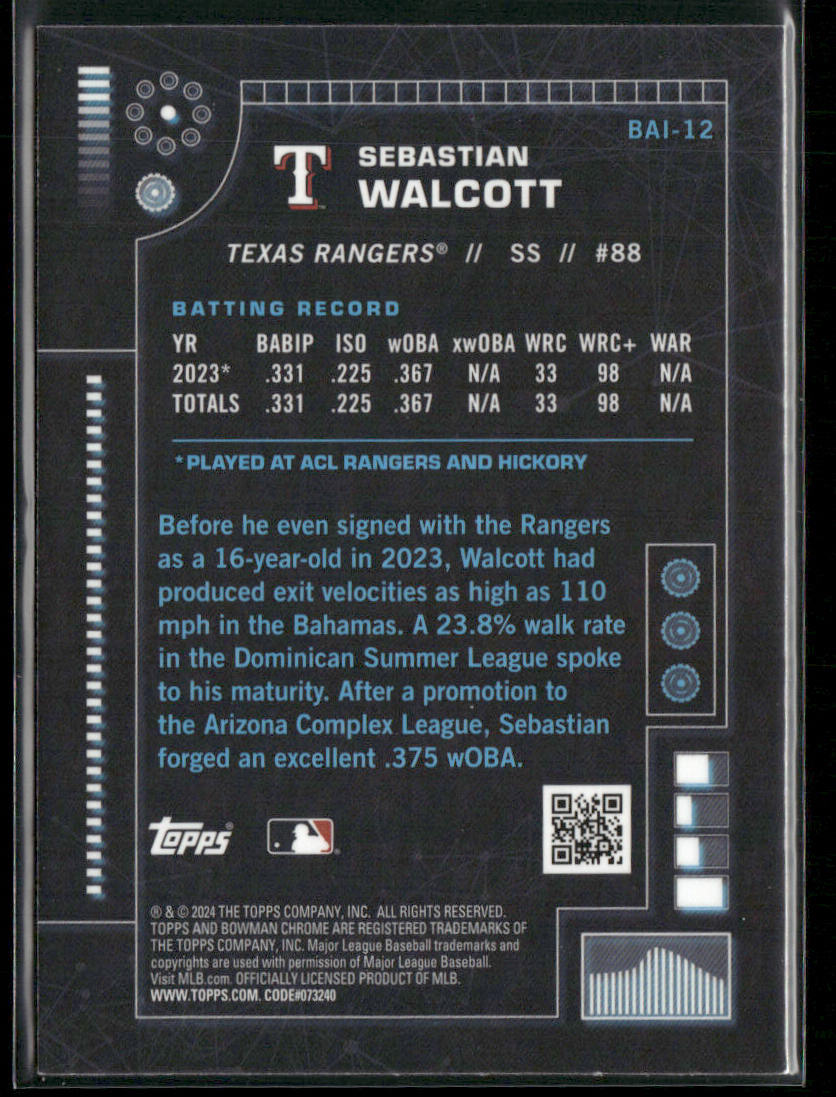 BAI-12
T SEBASTIAN
WALCOTT
TEXAS RANGERS® // SS // #88
BATTING RECORD
YR BABIP ISO wOBA xwOBA WRC WRC+ WAR
2023* .331 .225 .367 N/A 33 98 N/A
TOTALS .331 .225 .367 N/A 33 98 N/A
*PLAYED AT ACL RANGERS AND HICKORY
Before he even signed with the Rangers
as a 16-year-old in 2023, Walcott had
produced exit velocities as high as 110
mph in the Bahamas. A 23.8% walk rate
in the Dominican Summer League spoke
to his maturity. After a promotion to
the Arizona Complex League, Sebastian
forged an excellent .375 wOBA.
Topps®
® & © 2024 THE TOPPS COMPANY, INC. ALL RIGHTS RESERVED.
TOPPS AND BOWMAN CHROME ARE REGISTERED TRADEMARKS OF
THE TOPPS COMPANY, INC. Major League Baseball trademarks and
copyrights are used with permission of Major League Baseball.
Visit MLB.com. OFFICIALLY LICENSED PRODUCT OF MLB.
WWW.TOPPS.COM. CODE#073240